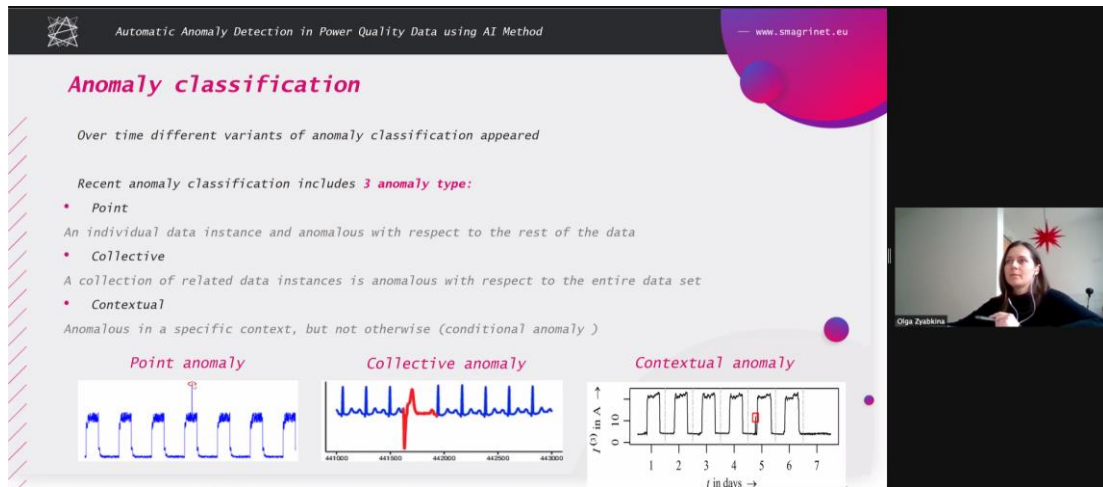 Automatic Anomaly Detection in Power Quality Data using AI Method
— www.smagrinet.eu
Anomaly classification
Over time different variants of anomaly classification appeared
Recent anomaly classification includes 3 anomaly type:
• Point
An individual data instance and anomalous with respect to the rest of the data
• Collective
A collection of related data instances is anomalous with respect to the entire data set
• Contextual
Anomalous in a specific context, but not otherwise (conditional anomaly )
Point anomaly
Collective anomaly
Contextual anomaly
441000 441500 442000 442500 443000
I(3) in A →
0 10
1 2 3 4 5 6 7
t in days →
Olga Zyabkina